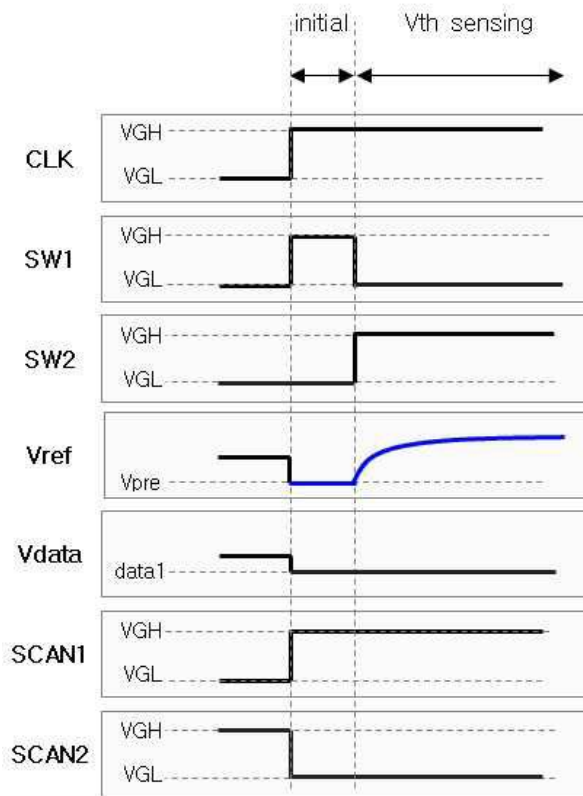 initial Vth sensing
CLK
VGH
VGL
SW1
VGH
VGL
SW2
VGH
VGL
Vref
Vpre
Vdata
data1
SCAN1
VGH
VGL
SCAN2
VGH
VGL